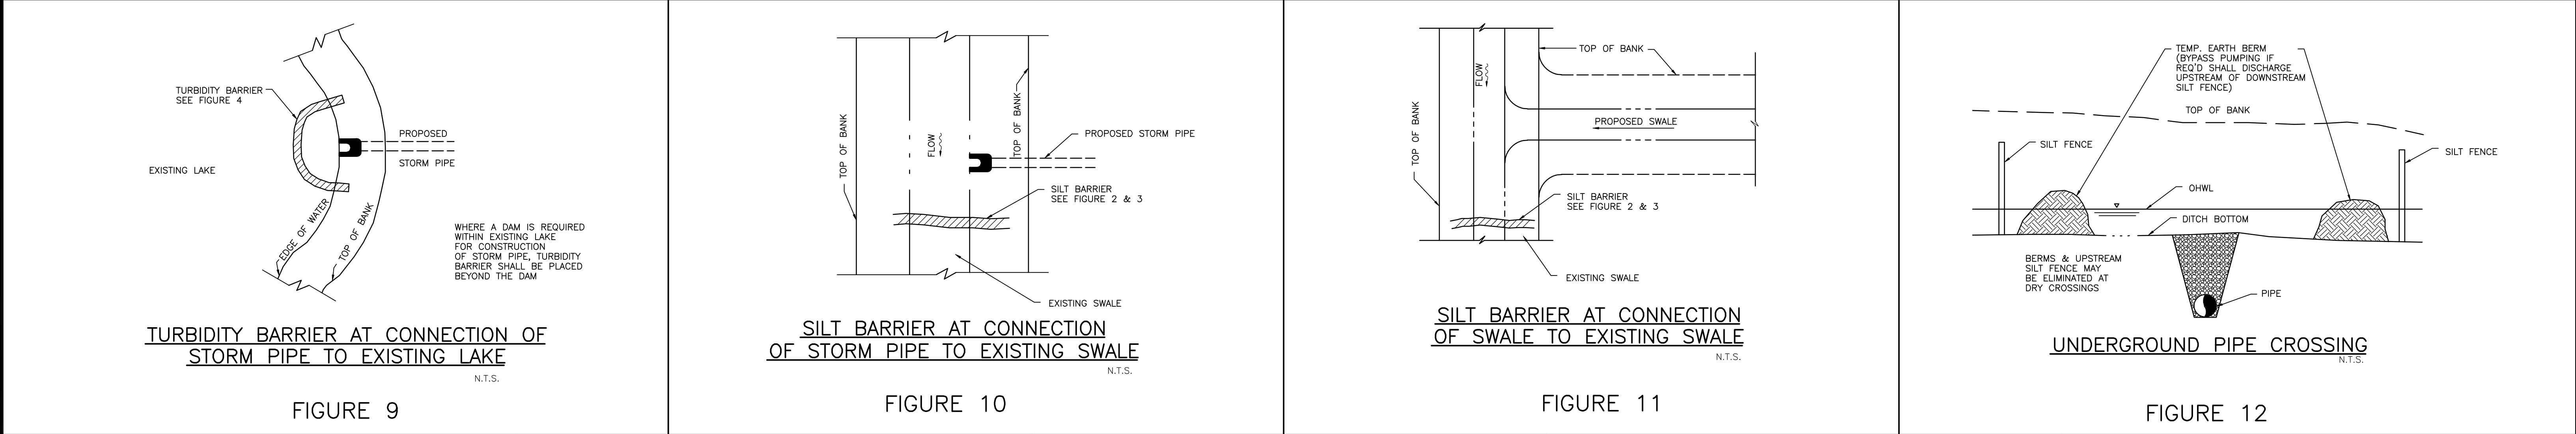 TURBIDITY BARRIER
SEE FIGURE 4
PROPOSED
STORM PIPE
EXISTING LAKE
EDGE OF WATER
TOP OF BANK
WHERE A DAM IS REQUIRED
WITHIN EXISTING LAKE
FOR CONSTRUCTION
OF STORM PIPE, TURBIDITY
BARRIER SHALL BE PLACED
BEYOND THE DAM
TURBIDITY BARRIER AT CONNECTION OF
STORM PIPE TO EXISTING LAKE
N.T.S.
FIGURE 9
TOP OF BANK
FLOW
TOP OF BANK
PROPOSED STORM PIPE
SILT BARRIER
SEE FIGURE 2 & 3
EXISTING SWALE
SILT BARRIER AT CONNECTION
OF STORM PIPE TO EXISTING SWALE
N.T.S.
FIGURE 10
TOP OF BANK
FLOW
TOP OF BANK
PROPOSED SWALE
SILT BARRIER
SEE FIGURE 2 & 3
EXISTING SWALE
SILT BARRIER AT CONNECTION
OF SWALE TO EXISTING SWALE
N.T.S.
FIGURE 11
TEMP. EARTH BERM
(BYPASS PUMPING IF
REQ'D SHALL DISCHARGE
UPSTREAM OF DOWNSTREAM
SILT FENCE)
TOP OF BANK
SILT FENCE
SILT FENCE
OHWL
DITCH BOTTOM
BERMS & UPSTREAM
SILT FENCE MAY
BE ELIMINATED AT
DRY CROSSINGS
PIPE
UNDERGROUND PIPE CROSSING
N.T.S.
FIGURE 12